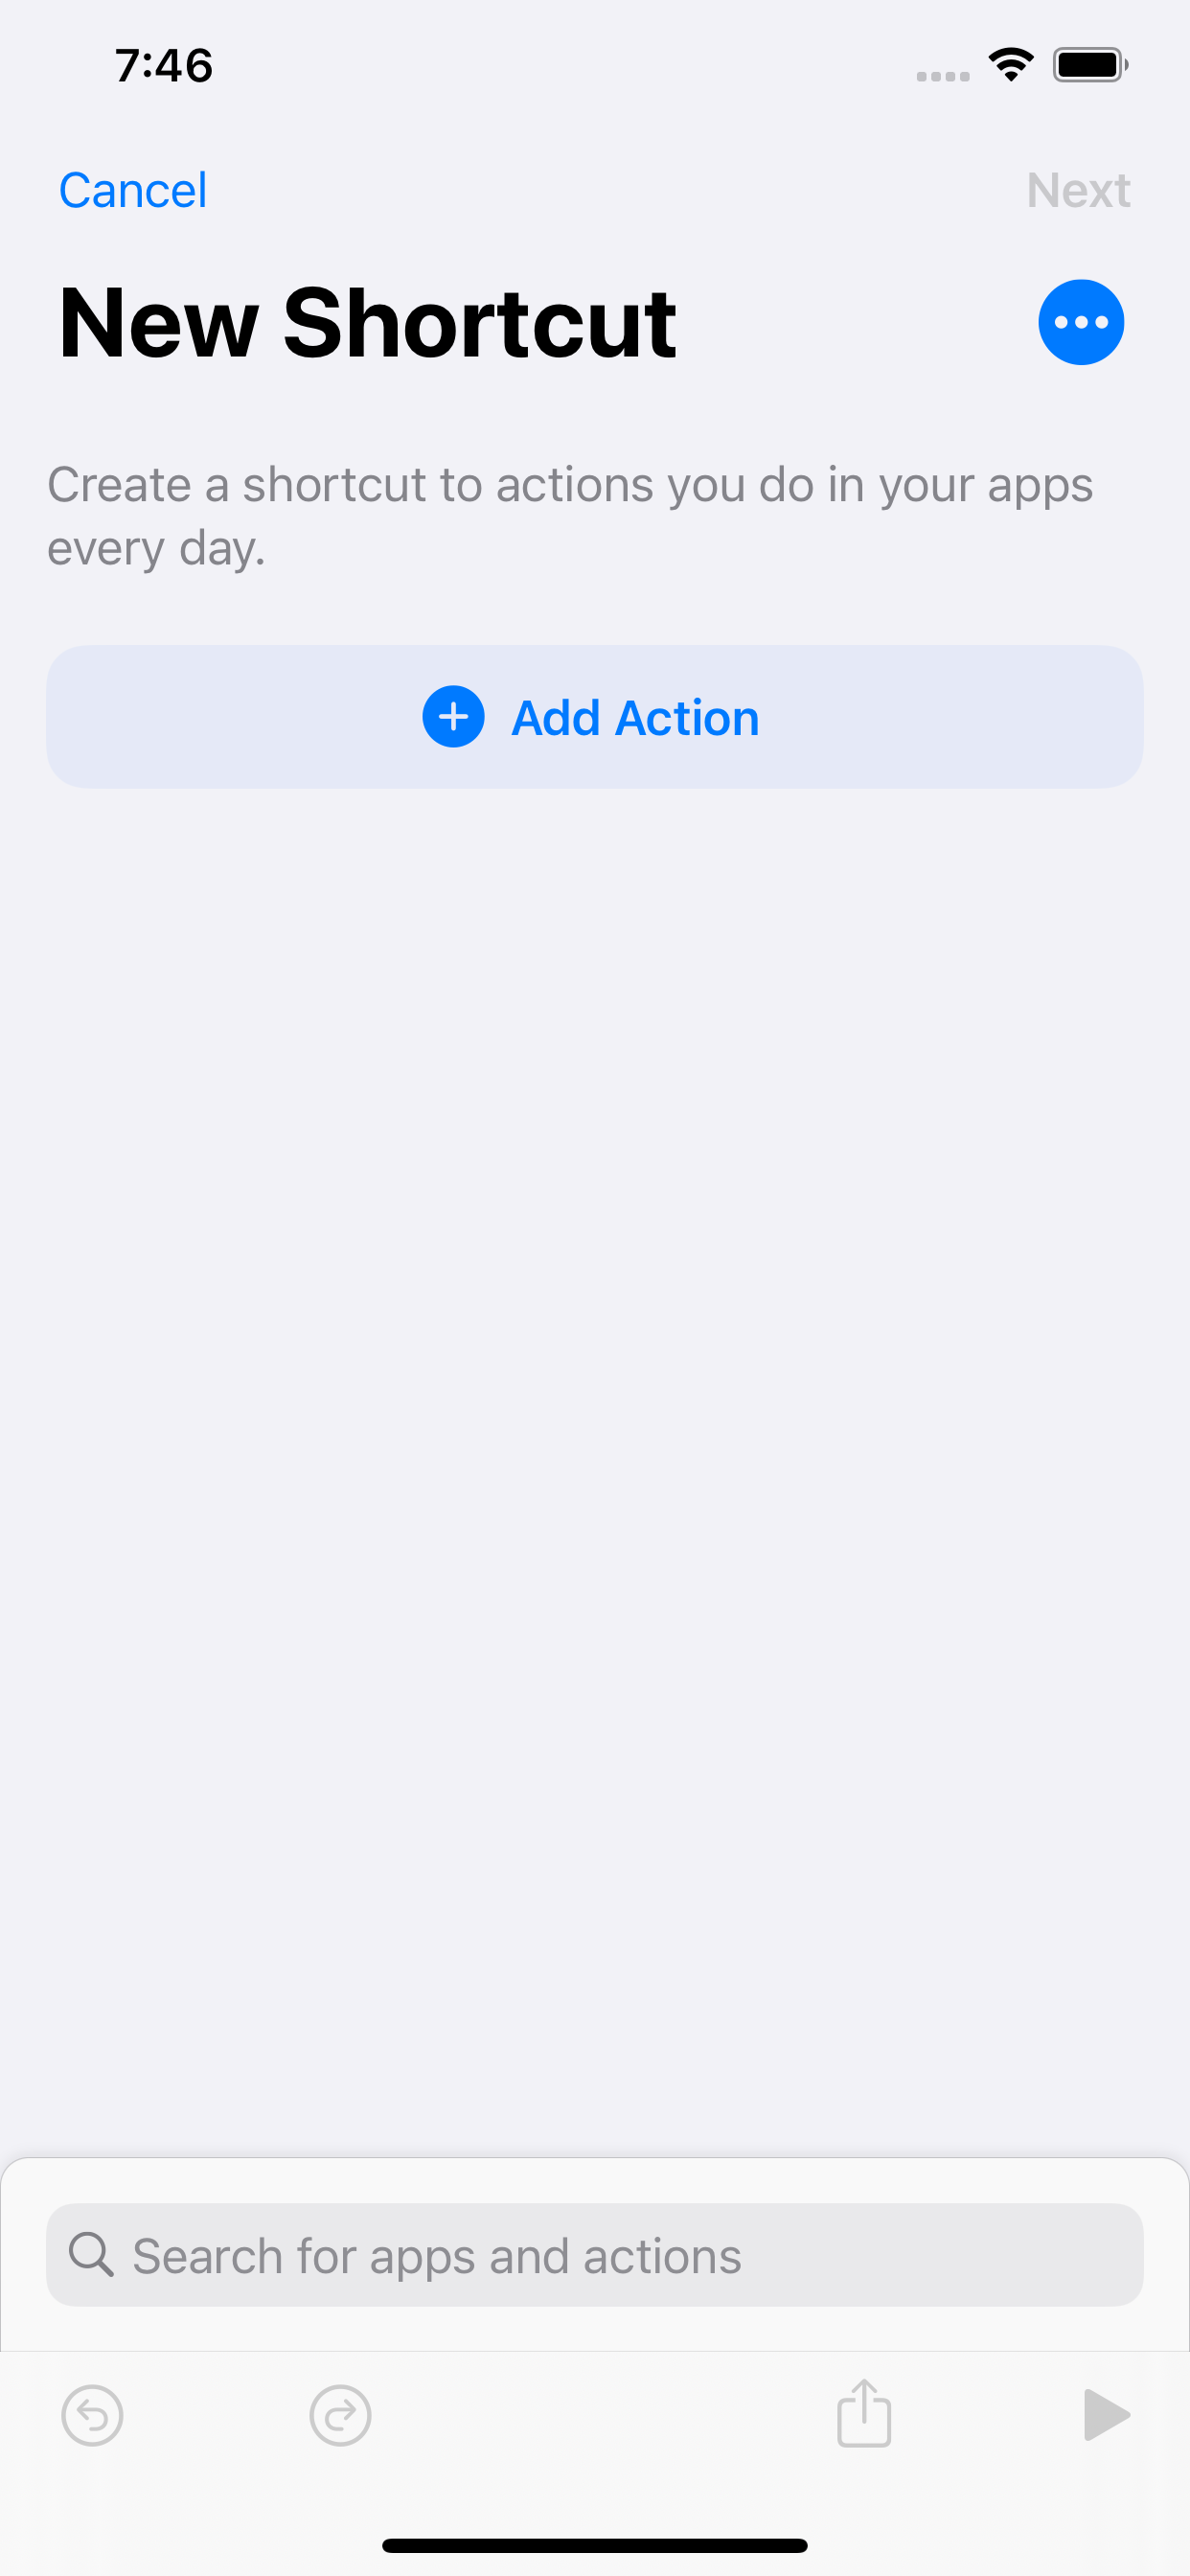 7:46
Cancel
Next
New Shortcut
Create a shortcut to actions you do in your apps
every day.
Add Action
Search for apps and actions